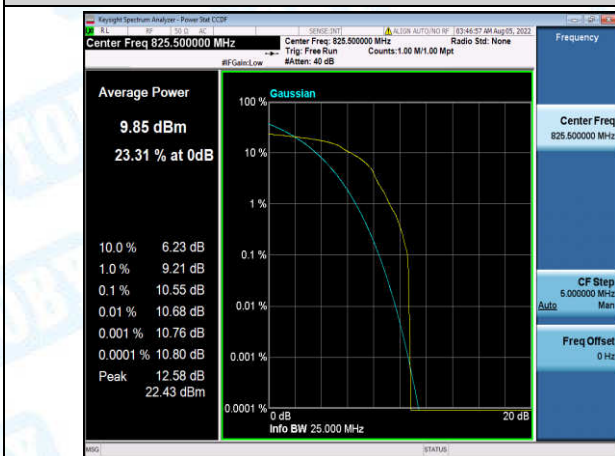 Keysight Spectrum Analyzer - Power Stat CCDF
RL RF 50 Ω AC SENSE:INT ALIGN AUTO/NO RF 03:46:57 AM Aug 05, 2022
Center Freq 825.500000 MHz
Center Freq: 825.500000 MHz Radio Std: None
Trig: Free Run Counts:1.00 M/1.00 Mpt
#IFGain:Low #Atten: 40 dB
Frequency
Average Power
9.85 dBm
23.31 % at 0dB
10.0 % 6.23 dB
1.0 % 9.21 dB
0.1 % 10.55 dB
0.01 % 10.68 dB
0.001 % 10.76 dB
0.0001 % 10.80 dB
Peak 12.58 dB
22.43 dBm
Gaussian
100 %
10 %
1 %
0.1 %
0.01 %
0.001 %
0.0001 %
0 dB 20 dB
Info BW 25.000 MHz
Center Freq
825.500000 MHz
CF Step
5.000000 MHz
Auto Man
Freq Offset
0 Hz
MSG STATUS